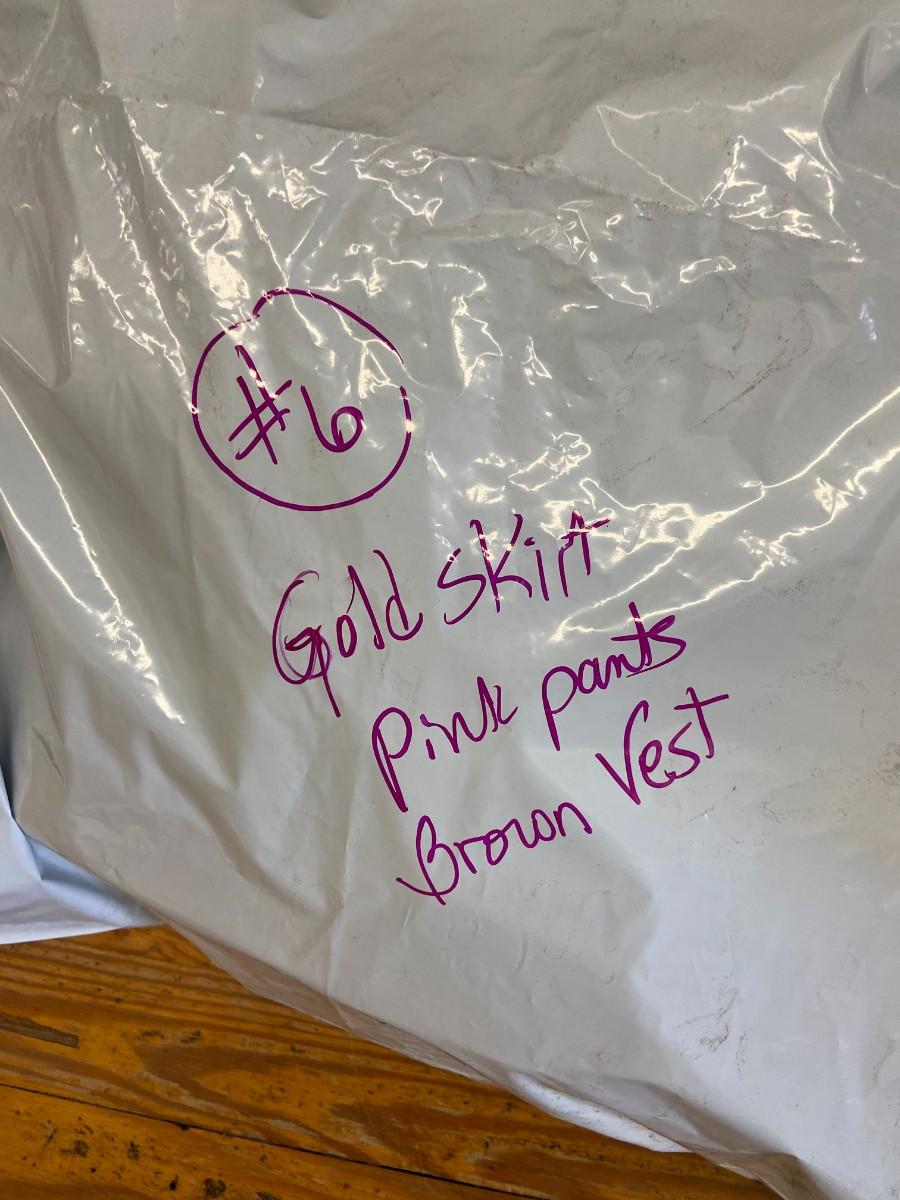 #6
Gold skirt
Pink pants
Brown Vest